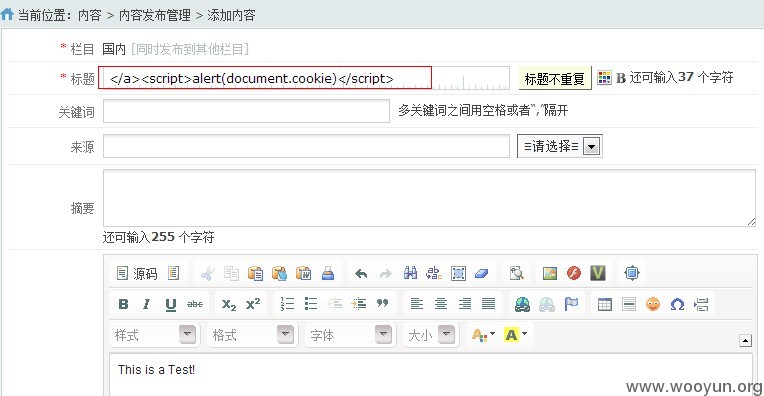 当前位置：内容 > 内容发布管理 > 添加内容
* 栏目 国内 [同时发布到其他栏目]
* 标题 </a><script>alert(document.cookie)</script> 标题不重复 B 还可输入37 个字符
关键词 多关键词之间用空格或者“,”隔开
来源 ≡请选择≡
摘要
还可输入255 个字符
源码
B I U abc X₂ X²
样式 格式 字体 大小 A A
This is a Test!
www.wooyun.org